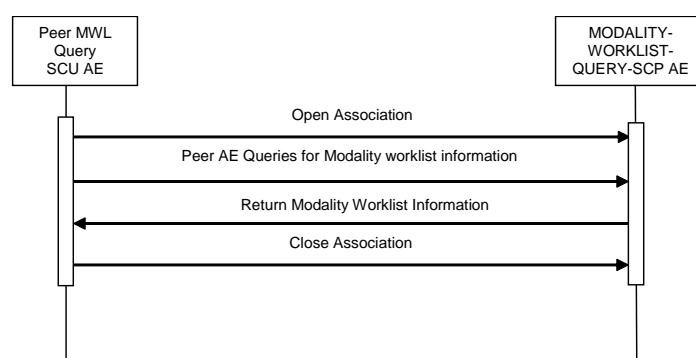 Peer MWL
Query
SCU AE
MODALITY-
WORKLIST-
QUERY-SCP AE
Open Association
Peer AE Queries for Modality worklist information
Return Modality Worklist Information
Close Association